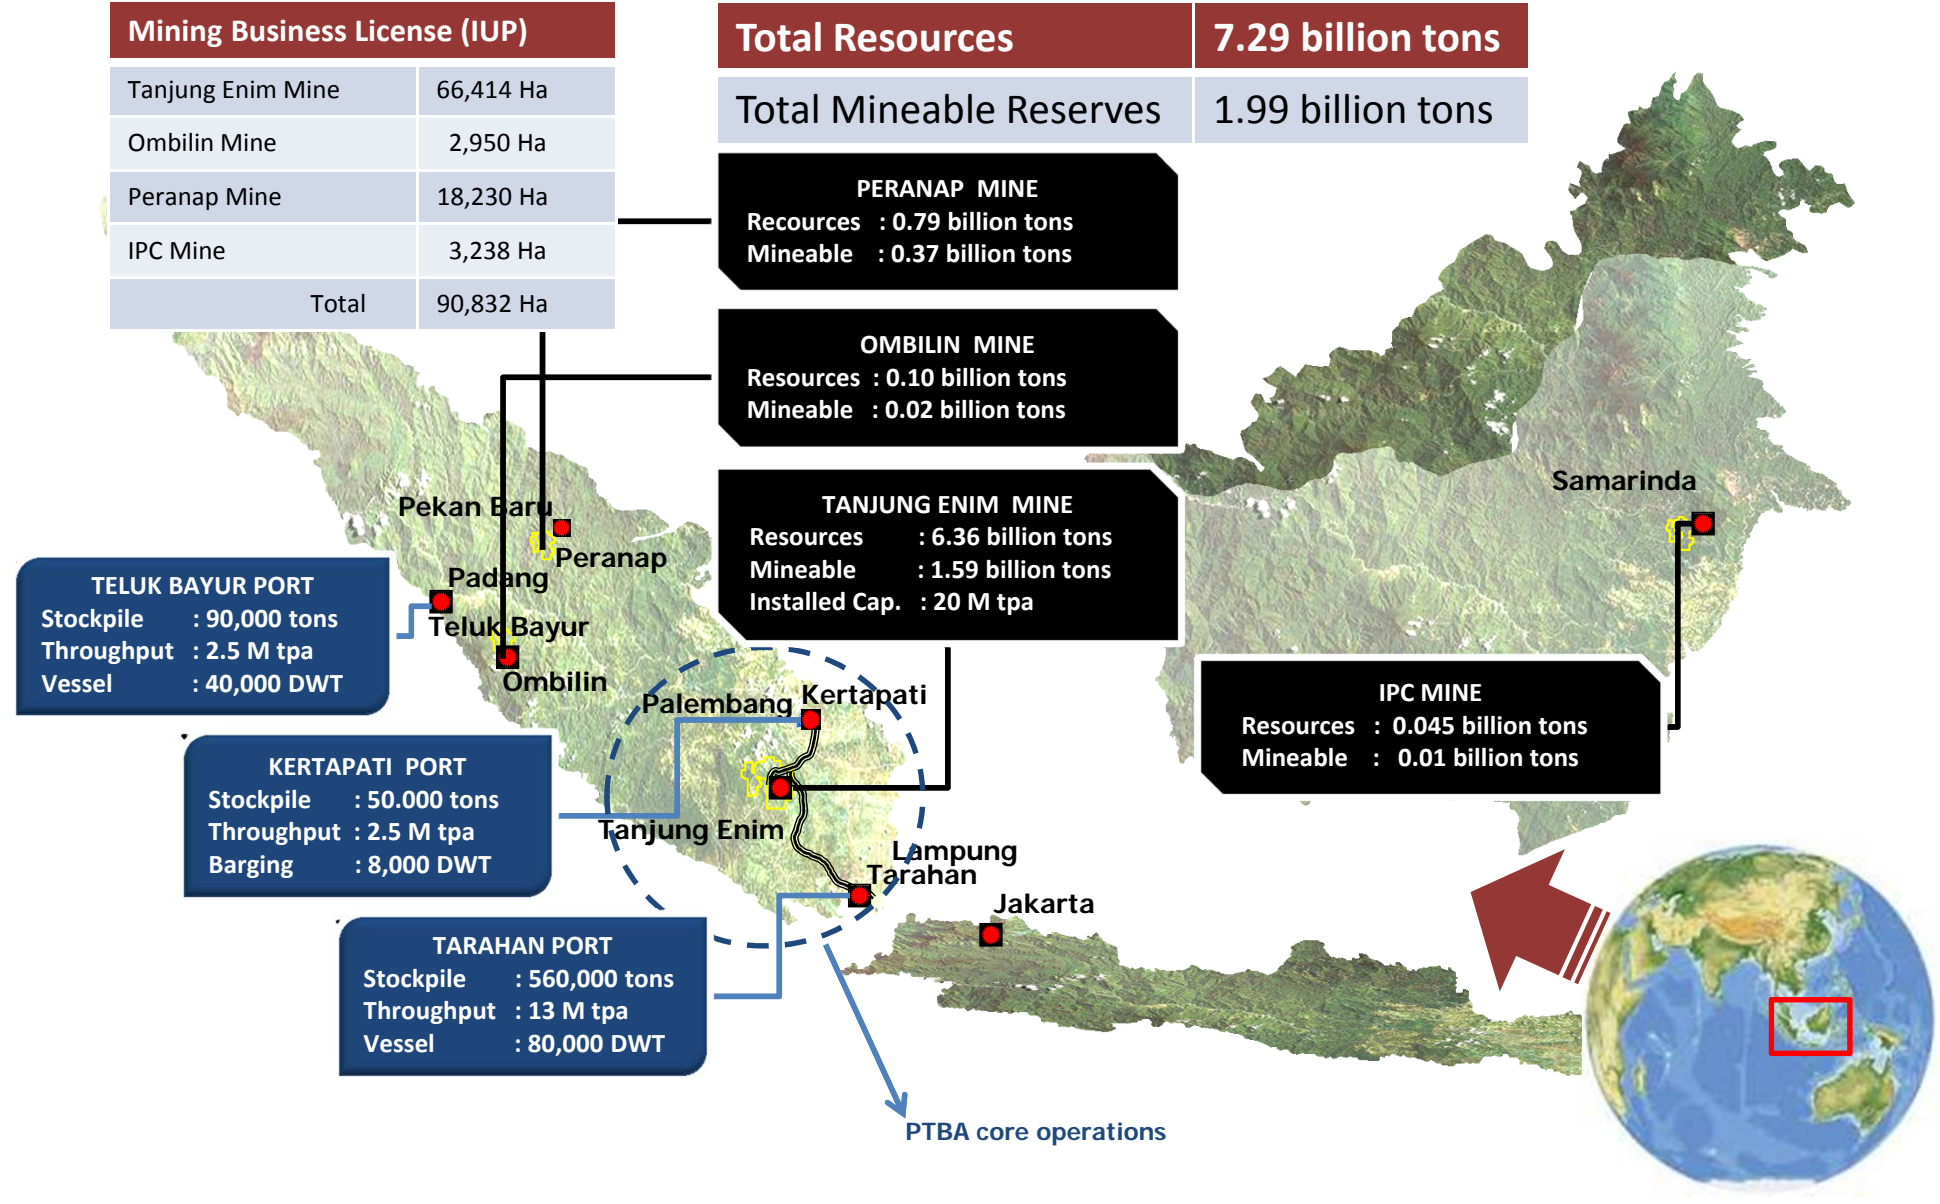 Mining Business License (IUP)
Tanjung Enim Mine 66,414 Ha
Ombilin Mine 2,950 Ha
Peranap Mine 18,230 Ha
IPC Mine 3,238 Ha
Total 90,832 Ha
Total Resources 7.29 billion tons
Total Mineable Reserves 1.99 billion tons
PERANAP MINE
Recources : 0.79 billion tons
Mineable : 0.37 billion tons
OMBILIN MINE
Resources : 0.10 billion tons
Mineable : 0.02 billion tons
TANJUNG ENIM MINE
Resources : 6.36 billion tons
Mineable : 1.59 billion tons
Installed Cap. : 20 M tpa
Samarinda
IPC MINE
Resources : 0.045 billion tons
Mineable : 0.01 billion tons
Pekan Baru
Peranap
Padang
Teluk Bayur
Ombilin
TELUK BAYUR PORT
Stockpile : 90,000 tons
Throughput : 2.5 M tpa
Vessel : 40,000 DWT
Palembang
Kertapati
KERTAPATI PORT
Stockpile : 50.000 tons
Throughput : 2.5 M tpa
Barging : 8,000 DWT
Tanjung Enim
Lampung
Tarahan
Jakarta
TARAHAN PORT
Stockpile : 560,000 tons
Throughput : 13 M tpa
Vessel : 80,000 DWT
PTBA core operations